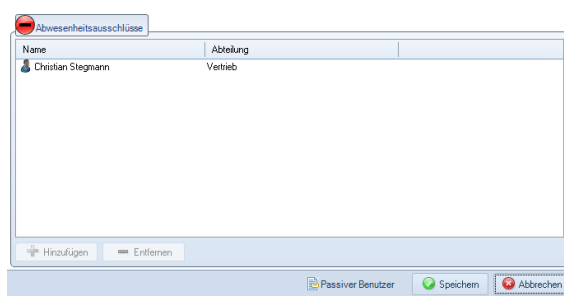 Abwesenheitsausschlüsse
Name Abteilung
Christian Stegmann Vertrieb
Hinzufügen Entfernen
Passiver Benutzer Speichern Abbrechen